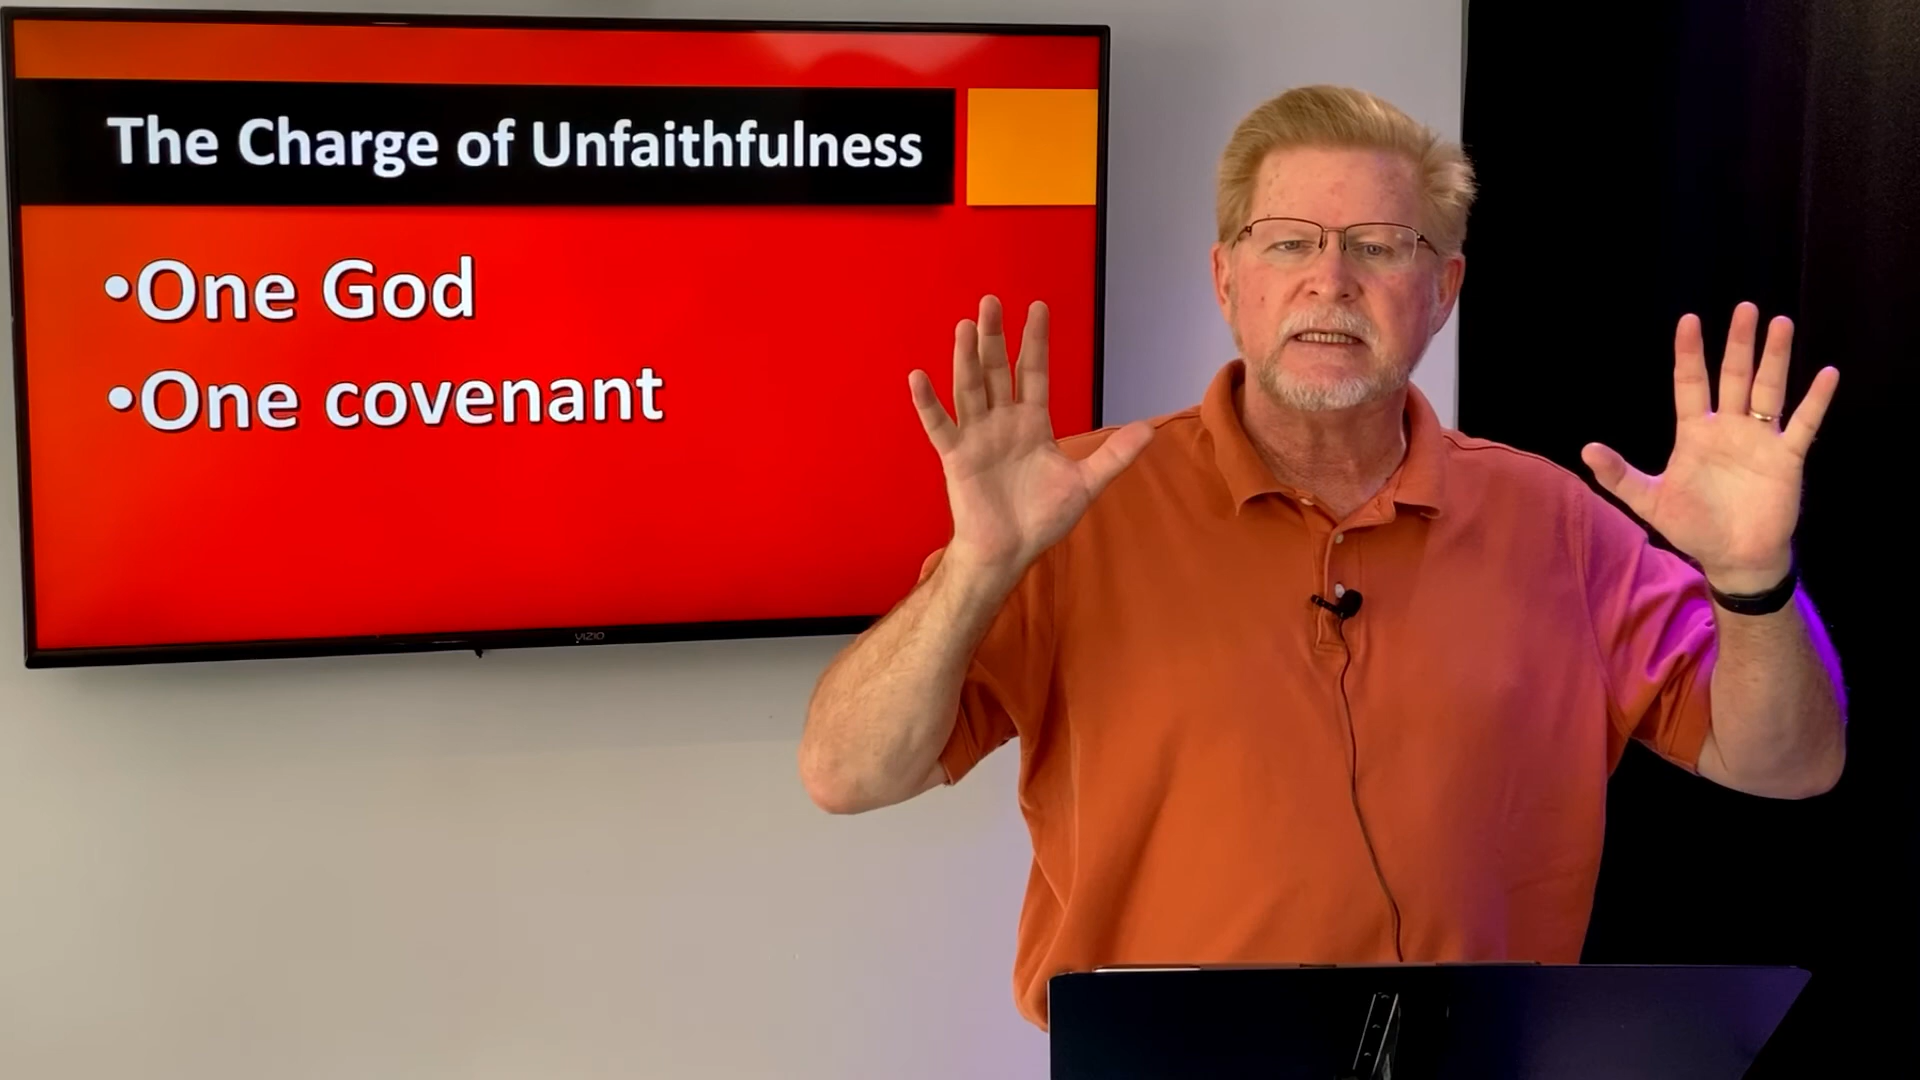 The Charge of Unfaithfulness
•One God
•One covenant
VIZIO